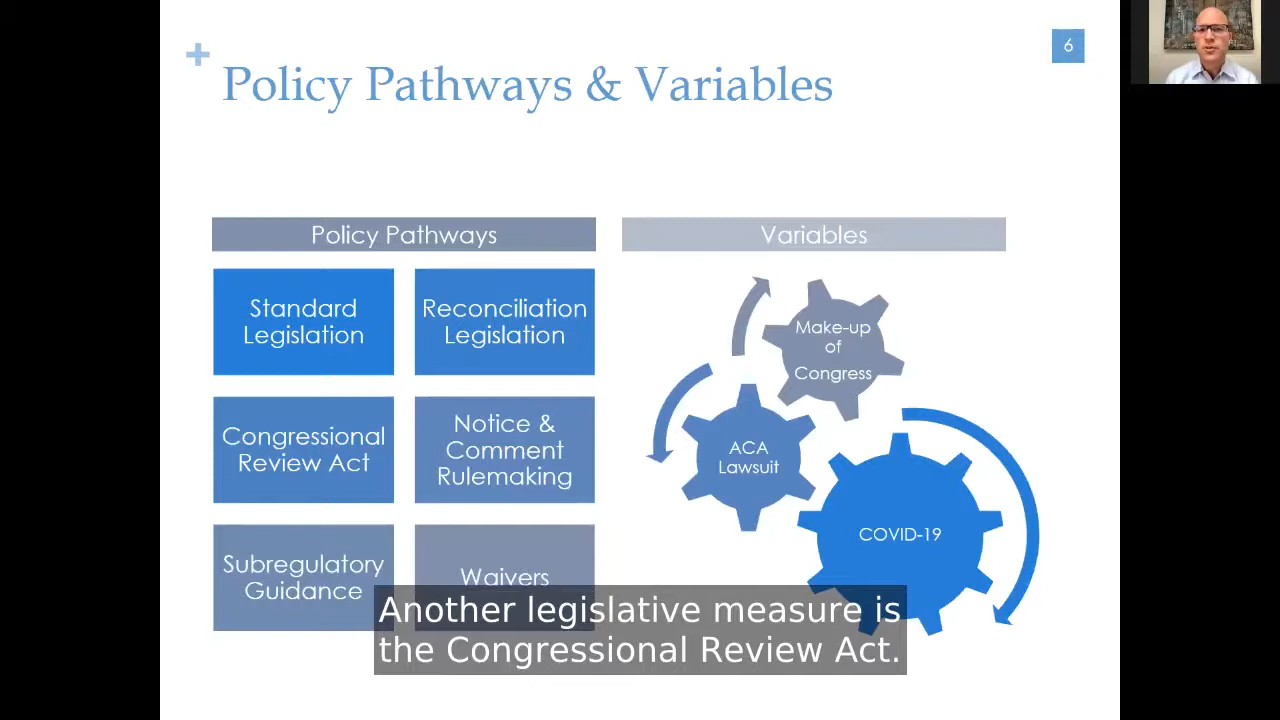 +
Policy Pathways & Variables
6
Policy Pathways
Variables
Standard
Legislation
Reconciliation
Legislation
Congressional
Review Act
Notice &
Comment
Rulemaking
Subregulatory
Guidance
Waivers
Make-up
of
Congress
ACA
Lawsuit
COVID-19
Another legislative measure is
the Congressional Review Act.